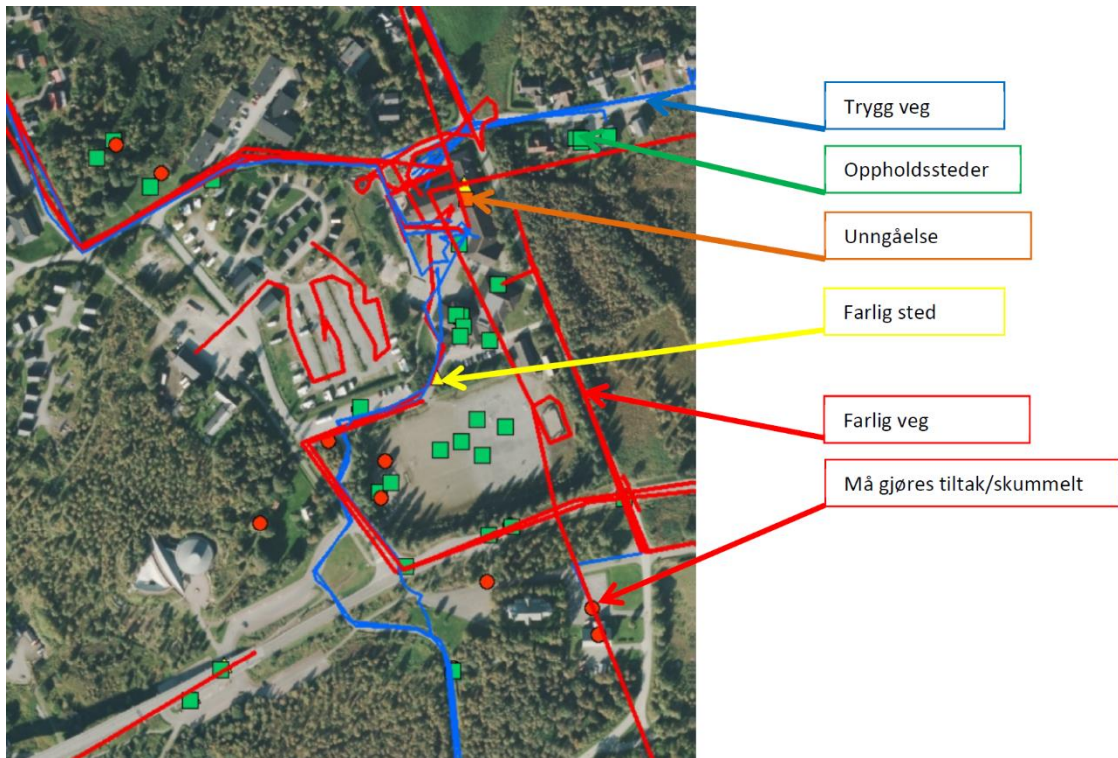 Trygg veg
Oppholdssteder
Unngåelse
Farlig sted
Farlig veg
Må gjøres tiltak/skummelt